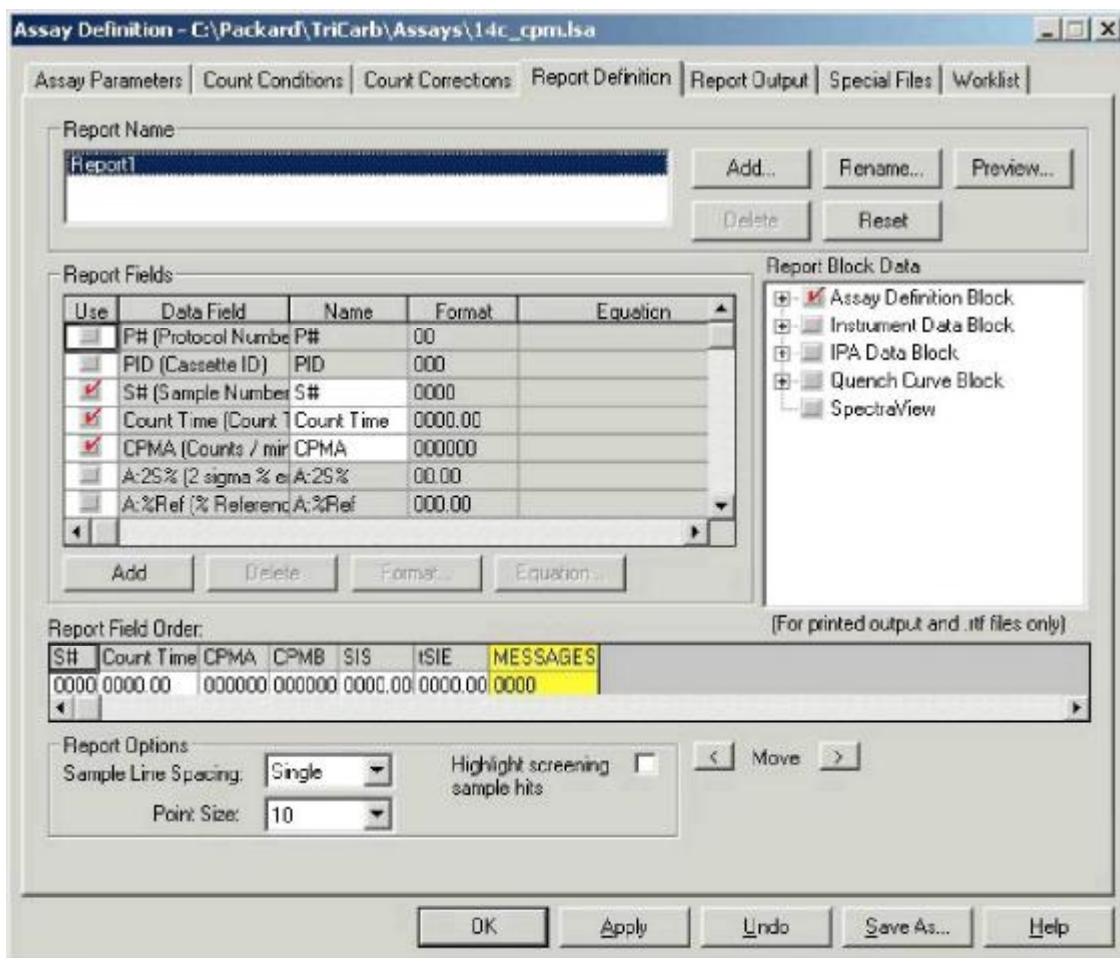 Assay Definition - C:\Packard\TriCarb\Assays\14c_cpm.lsa
Assay Parameters Count Conditions Count Corrections Report Definition Report Output Special Files Worklist
Report Name
Report1
Add... Rename... Preview...
Delete Reset
Report Fields
Use Data Field Name Format Equation
P# (Protocol Numbe P# 00
PID (Cassette ID) PID 000
S# (Sample Number S# 0000
Count Time (Count T Count Time 0000.00
CPMA (Counts / min CPMA 000000
A:2S% (2 sigma % e A:2S% 00.00
A:%Ref (% Referenc A:%Ref 000.00
Add Delete Format... Equation...
Report Block Data
Assay Definition Block
Instrument Data Block
IPA Data Block
Quench Curve Block
SpectraView
(For printed output and .rtf files only)
Report Field Order:
S# Count Time CPMA CPMB SIS tSIE MESSAGES
0000 0000.00 000000 000000 0000.00 0000.00 0000
Report Options
Sample Line Spacing: Single
Point Size: 10
Highlight screening
sample hits
< Move >
OK Apply Undo Save As... Help